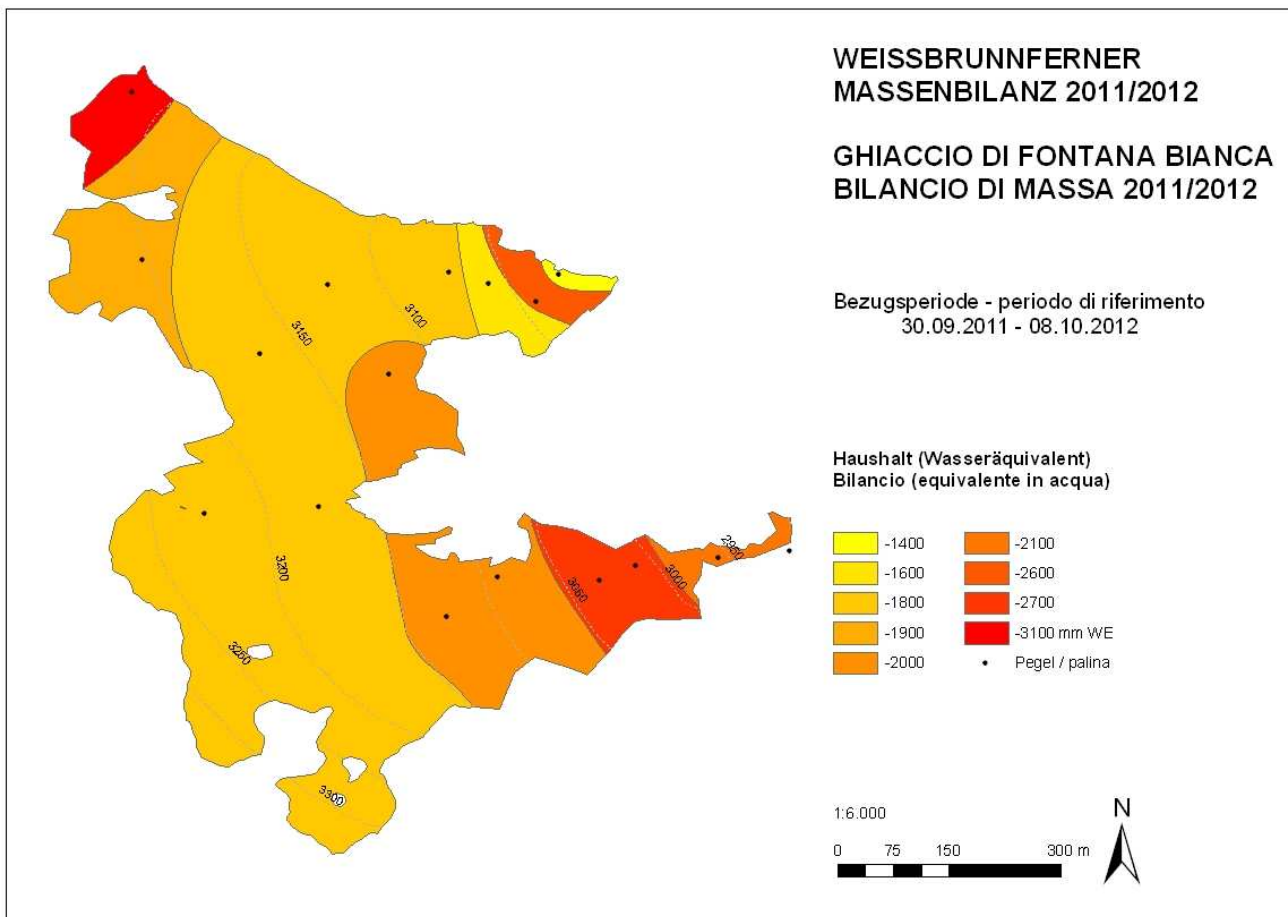 WEISSBRUNNFERNER
MASSENBILANZ 2011/2012
GHIACCIO DI FONTANA BIANCA
BILANCIO DI MASSA 2011/2012
Bezugsperiode - periodo di riferimento
30.09.2011 - 08.10.2012
3100
3150
2950
3000
3050
3200
3250
3300
Haushalt (Wasseräquivalent)
Bilancio (equivalente in acqua)
-1400
-1600
-1800
-1900
-2000
-2100
-2600
-2700
-3100 mm WE
Pegel / palina
1:6.000
N
0 75 150 300 m